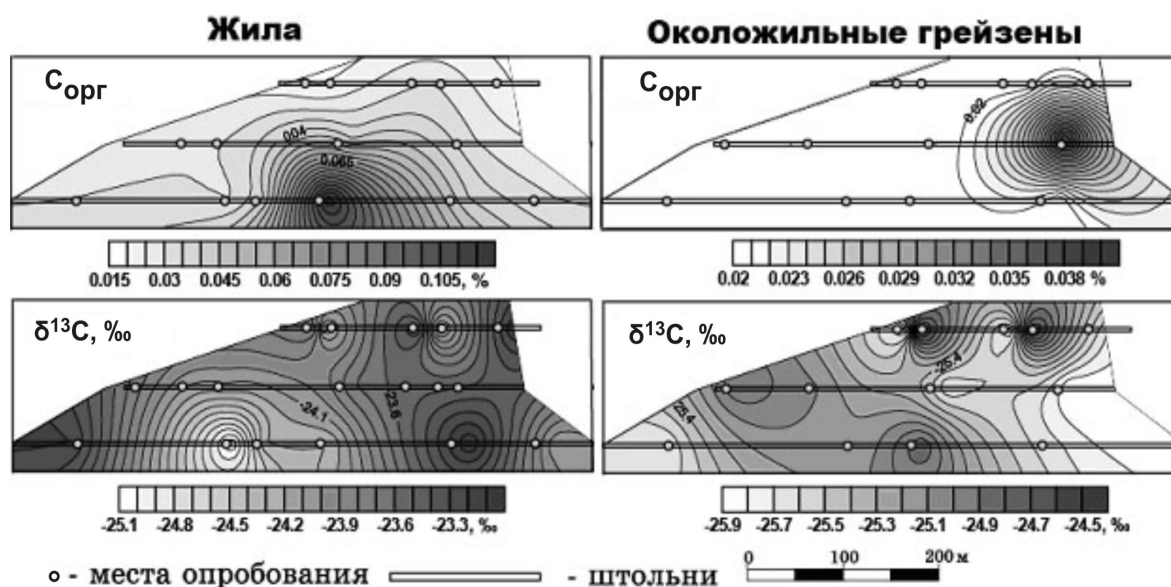 Жила
Околожильные грейзены
Cорг
Cорг
004
0.065
0.02
0.015 0.03 0.045 0.06 0.075 0.09 0.105, %
0.02 0.023 0.026 0.029 0.032 0.035 0.038 %
δ¹³C, ‰
δ¹³C, ‰
-24.1
-23.6
-25.4
-25.4
-25.1 -24.8 -24.5 -24.2 -23.9 -23.6 -23.3, ‰
-25.9 -25.7 -25.5 -25.3 -25.1 -24.9 -24.7 -24.5, ‰
- места опробования
- штольни
0 100 200 м